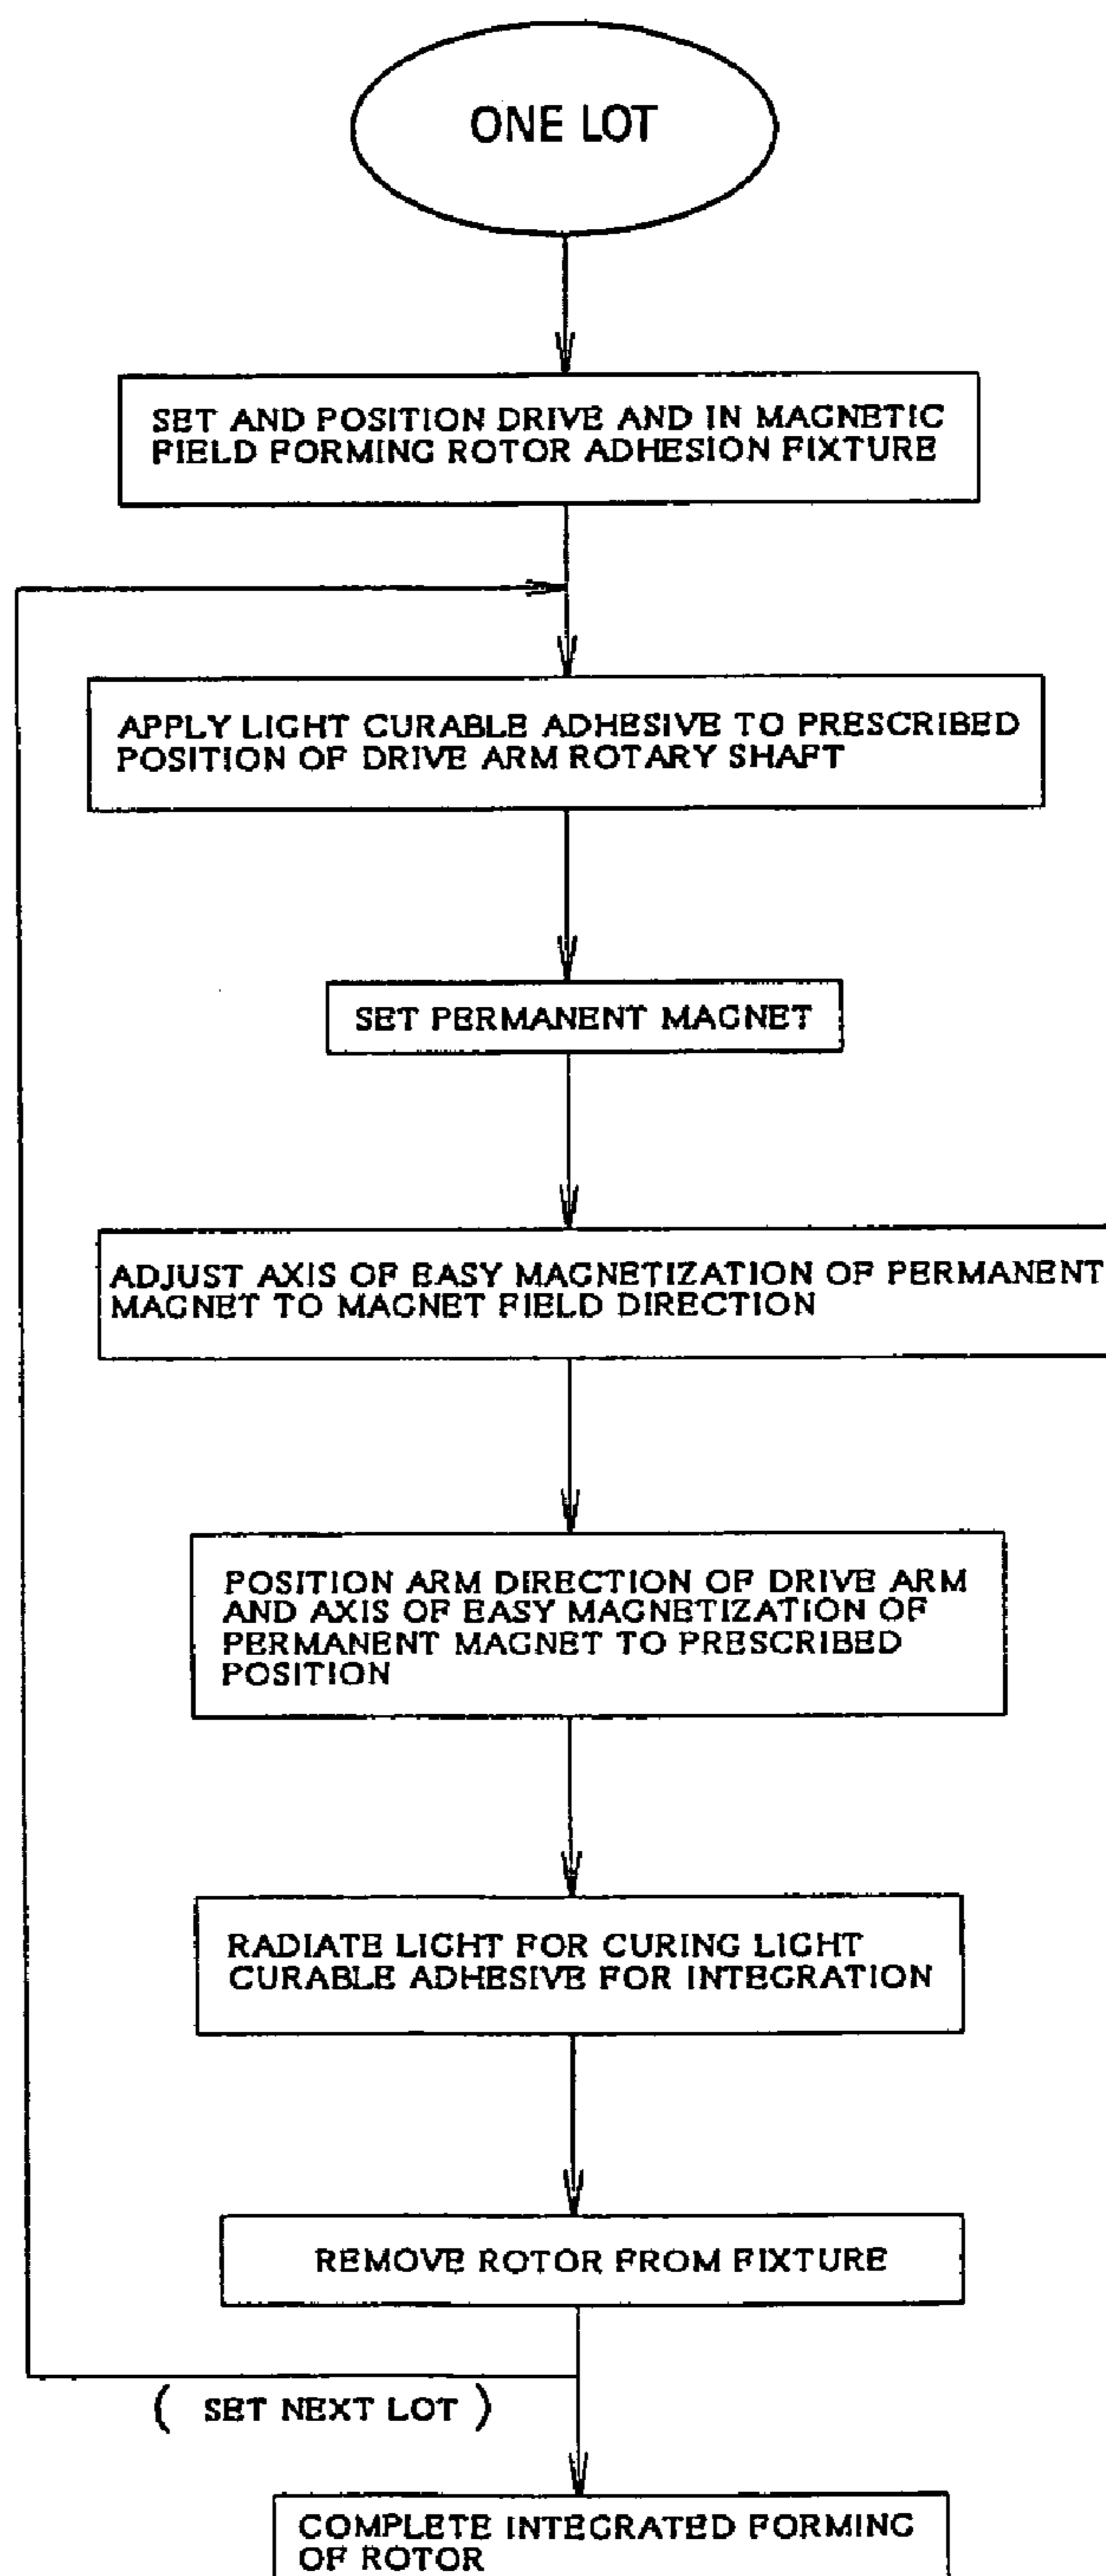 ONE LOT
SET AND POSITION DRIVE AND IN MAGNETIC
FIELD FORMING ROTOR ADHESION FIXTURE
APPLY LIGHT CURABLE ADHESIVE TO PRESCRIBED
POSITION OF DRIVE ARM ROTARY SHAFT
SET PERMANENT MAGNET
ADJUST AXIS OF EASY MAGNETIZATION OF PERMANENT
MAGNET TO MAGNET FIELD DIRECTION
POSITION ARM DIRECTION OF DRIVE ARM
AND AXIS OF EASY MAGNETIZATION OF
PERMANENT MAGNET TO PRESCRIBED
POSITION
RADIATE LIGHT FOR CURING LIGHT
CURABLE ADHESIVE FOR INTEGRATION
REMOVE ROTOR FROM FIXTURE
( SET NEXT LOT )
COMPLETE INTEGRATED FORMING
OF ROTOR